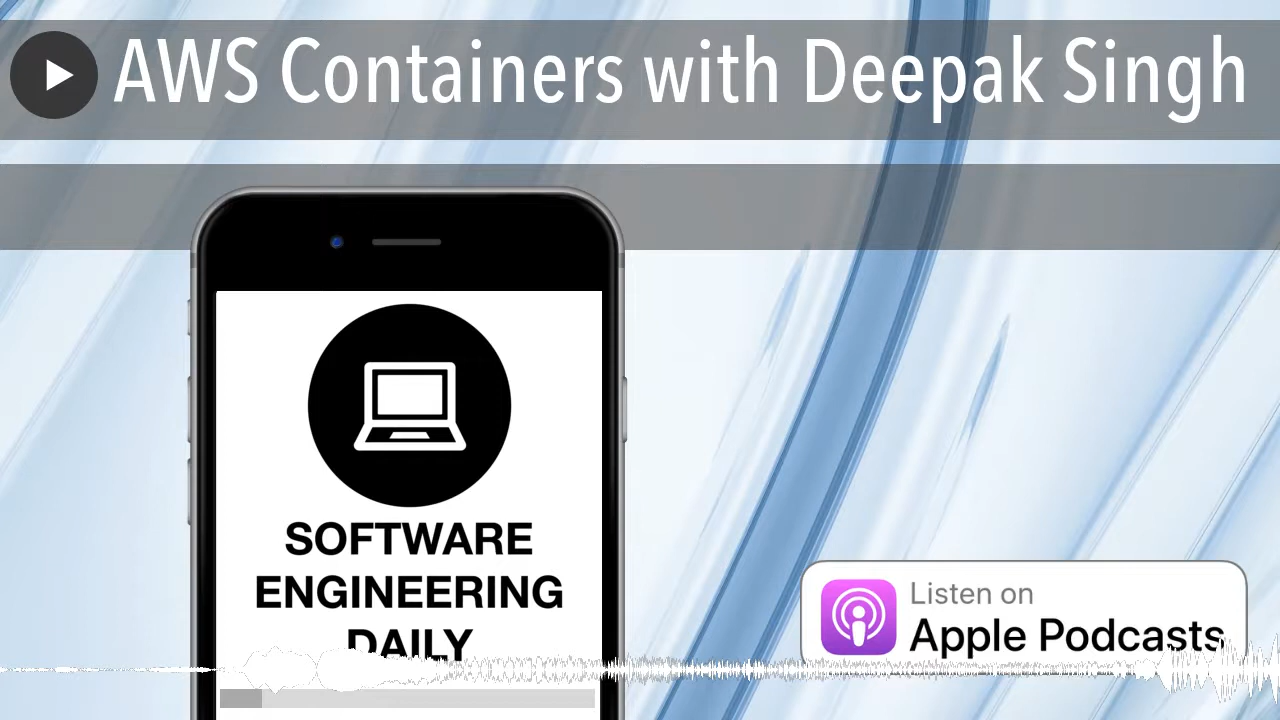 AWS Containers with Deepak Singh
SOFTWARE
ENGINEERING
DAILY
Listen on
Apple Podcasts